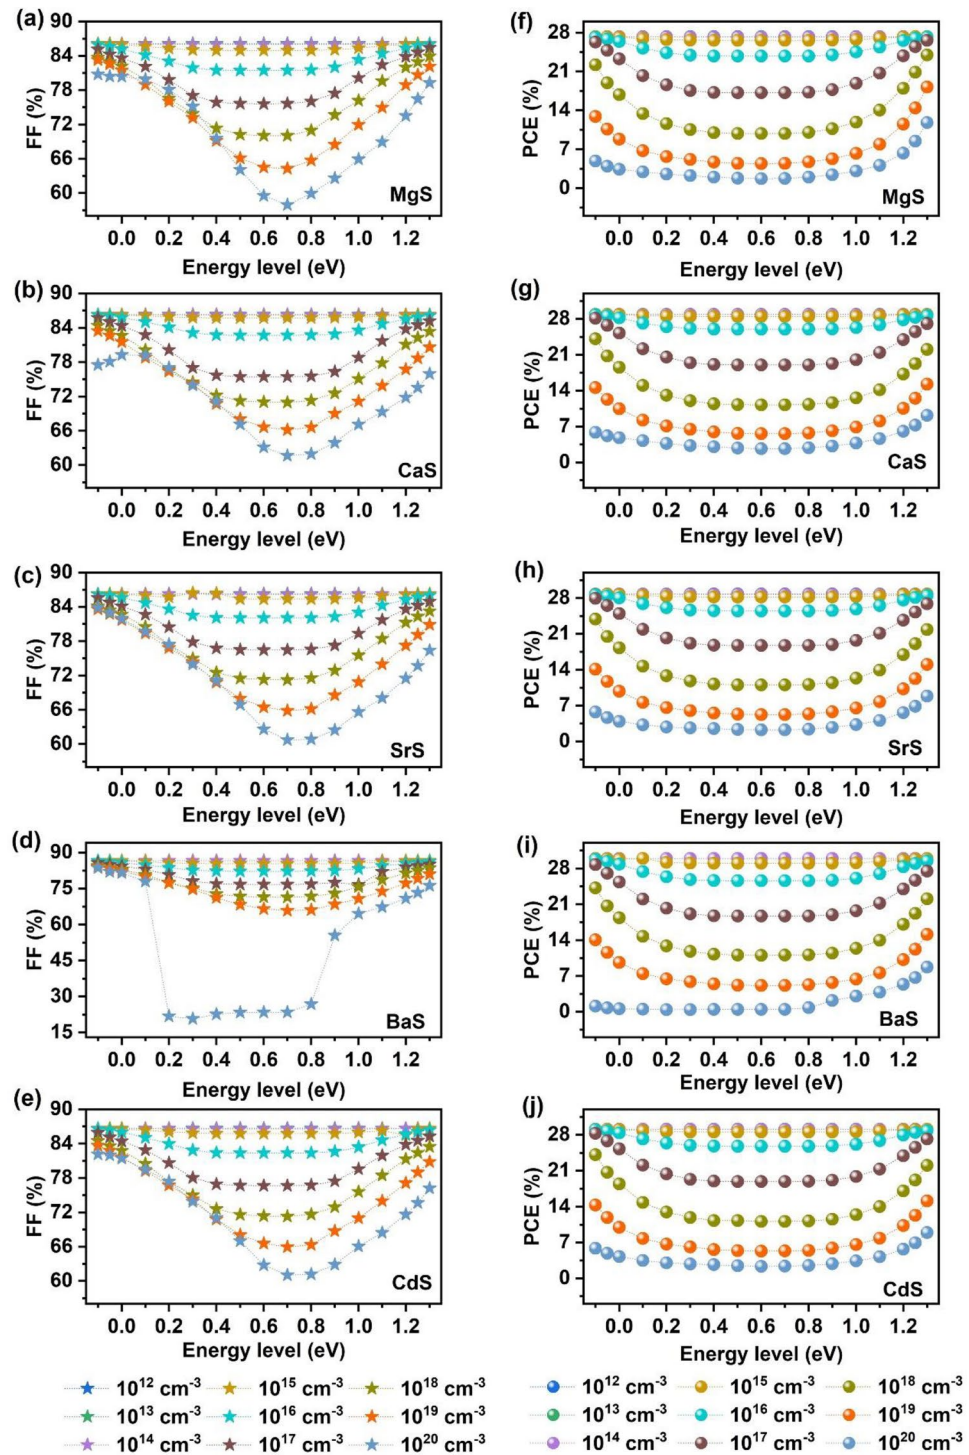 (a)
90
84
78
72
66
60
FF (%)
MgS
0.0 0.2 0.4 0.6 0.8 1.0 1.2
Energy level (eV)
(f)
28
21
14
7
0
PCE (%)
MgS
0.0 0.2 0.4 0.6 0.8 1.0 1.2
Energy level (eV)
(b)
90
84
78
72
66
60
FF (%)
CaS
0.0 0.2 0.4 0.6 0.8 1.0 1.2
Energy level (eV)
(g)
28
21
14
7
0
PCE (%)
CaS
0.0 0.2 0.4 0.6 0.8 1.0 1.2
Energy level (eV)
(c)
90
84
78
72
66
60
FF (%)
SrS
0.0 0.2 0.4 0.6 0.8 1.0 1.2
Energy level (eV)
(h)
28
21
14
7
0
PCE (%)
SrS
0.0 0.2 0.4 0.6 0.8 1.0 1.2
Energy level (eV)
(d)
90
75
60
45
30
15
FF (%)
BaS
0.0 0.2 0.4 0.6 0.8 1.0 1.2
Energy level (eV)
(i)
28
21
14
7
0
PCE (%)
BaS
0.0 0.2 0.4 0.6 0.8 1.0 1.2
Energy level (eV)
(e)
90
84
78
72
66
60
FF (%)
CdS
0.0 0.2 0.4 0.6 0.8 1.0 1.2
Energy level (eV)
(j)
28
21
14
7
0
PCE (%)
CdS
0.0 0.2 0.4 0.6 0.8 1.0 1.2
Energy level (eV)
10¹² cm⁻³ 10¹⁵ cm⁻³ 10¹⁸ cm⁻³
10¹³ cm⁻³ 10¹⁶ cm⁻³ 10¹⁹ cm⁻³
10¹⁴ cm⁻³ 10¹⁷ cm⁻³ 10²⁰ cm⁻³
10¹² cm⁻³ 10¹⁵ cm⁻³ 10¹⁸ cm⁻³
10¹³ cm⁻³ 10¹⁶ cm⁻³ 10¹⁹ cm⁻³
10¹⁴ cm⁻³ 10¹⁷ cm⁻³ 10²⁰ cm⁻³